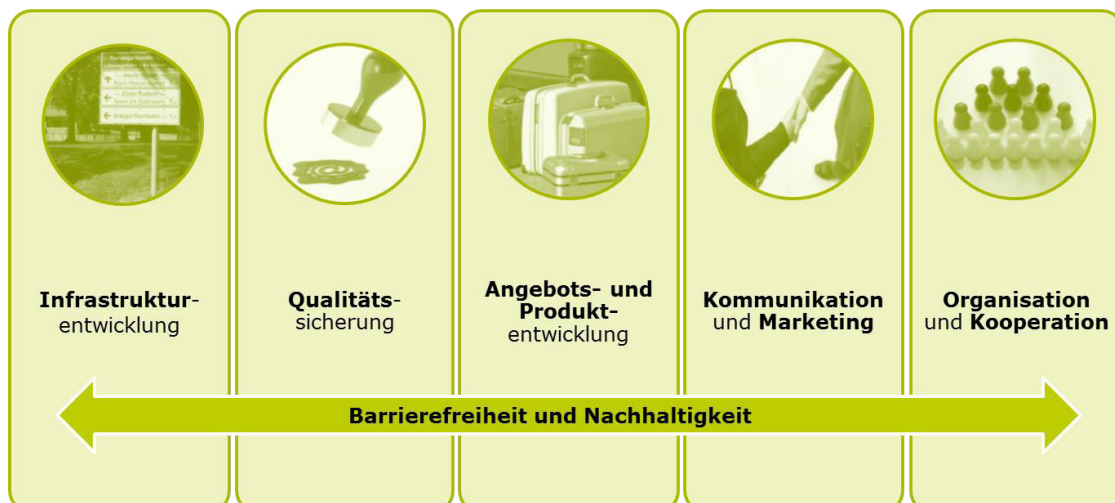 Infrastruktur-
entwicklung
Qualitäts-
sicherung
Angebots- und
Produkt-
entwicklung
Kommunikation
und Marketing
Organisation
und Kooperation
Barrierefreiheit und Nachhaltigkeit